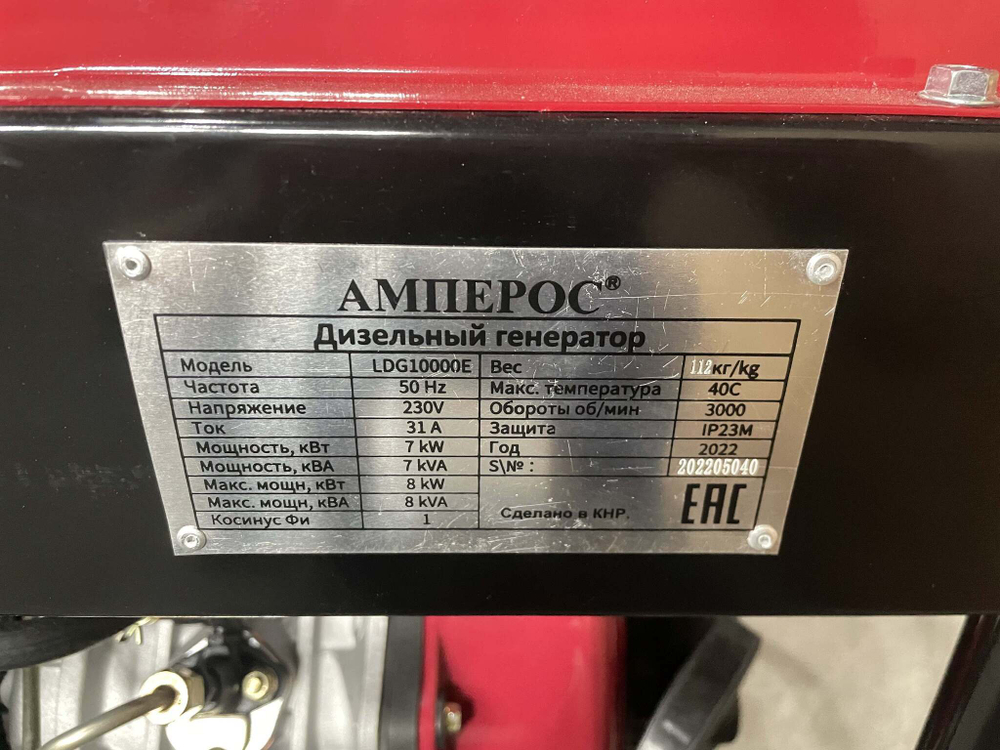 АМПЕРОС®
Дизельный генератор
Модель LDG10000E Вес 112кг/kg
Частота 50 Hz Макс. температура 40С
Напряжение 230V Обороты об/мин 3000
Ток 31 A Защита IP23M
Мощность, кВт 7 kW Год 2022
Мощность, кВА 7 kVA S\№ : 202205040
Макс. мощн, кВт 8 kW
Макс. мощн, кВА 8 kVA
Косинус Фи 1 Сделано в КНР. EAC